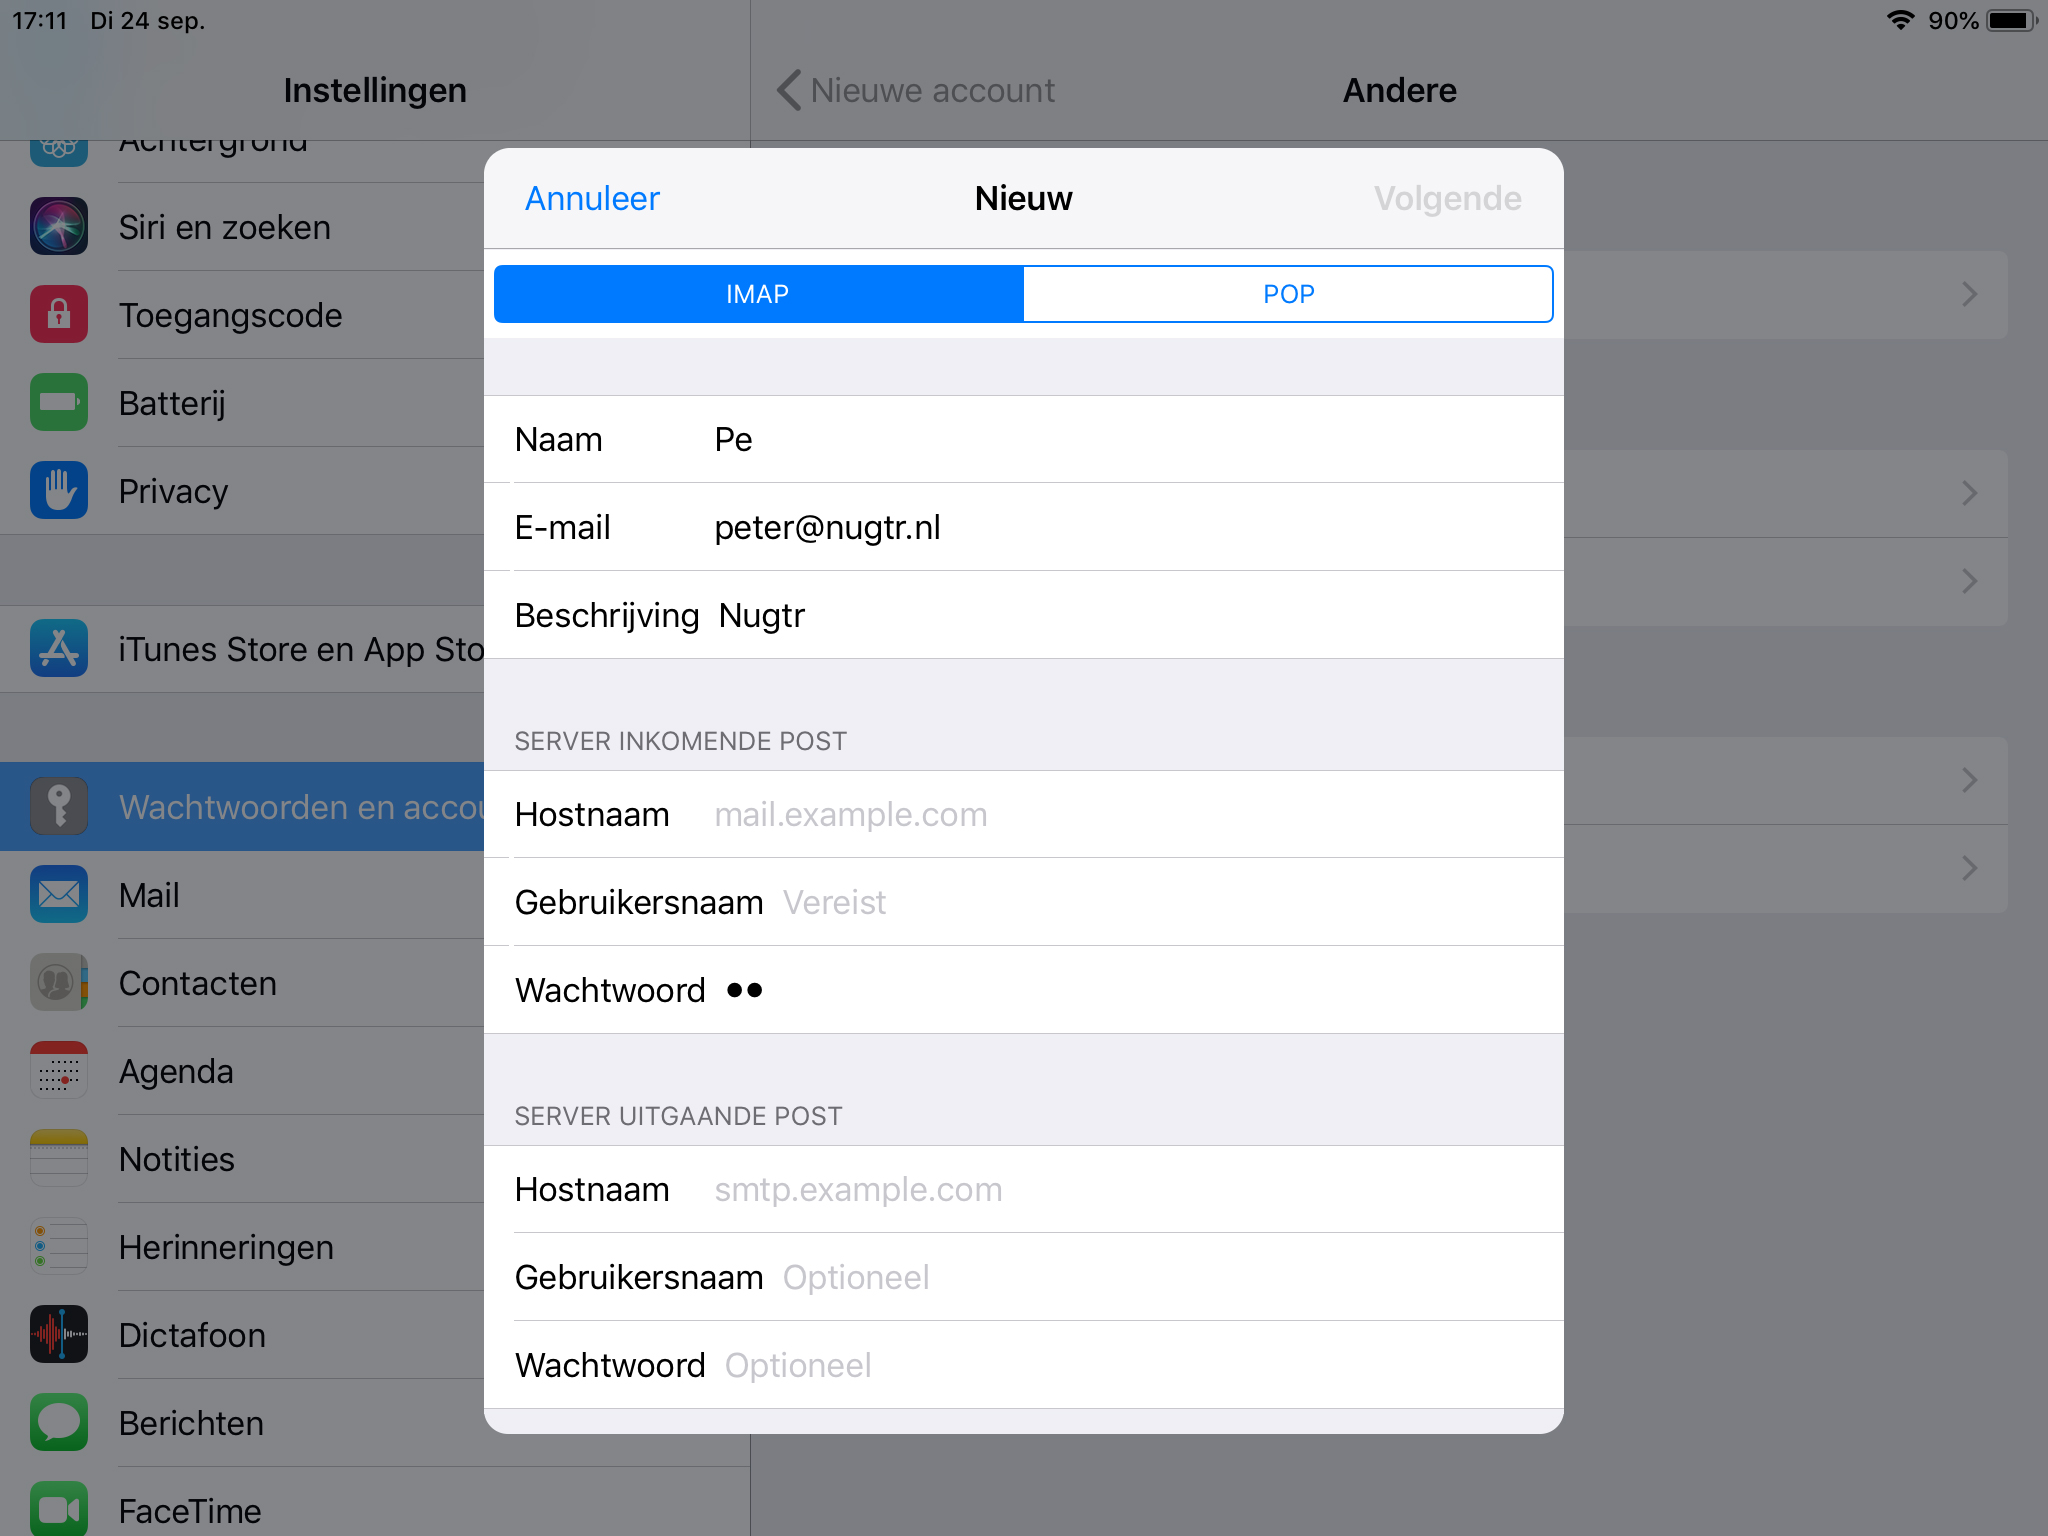 17:11 Di 24 sep.
90%
Instellingen
Nieuwe account
Andere
Achtergrond
Siri en zoeken
Toegangscode
Batterij
Privacy
iTunes Store en App Sto
Wachtwoorden en accou
Mail
Contacten
Agenda
Notities
Herinneringen
Dictafoon
Berichten
FaceTime
Annuleer
Nieuw
Volgende
IMAP
POP
Naam Pe
E-mail peter@nugtr.nl
Beschrijving Nugtr
SERVER INKOMENDE POST
Hostnaam mail.example.com
Gebruikersnaam Vereist
Wachtwoord ●●
SERVER UITGAANDE POST
Hostnaam smtp.example.com
Gebruikersnaam Optioneel
Wachtwoord Optioneel